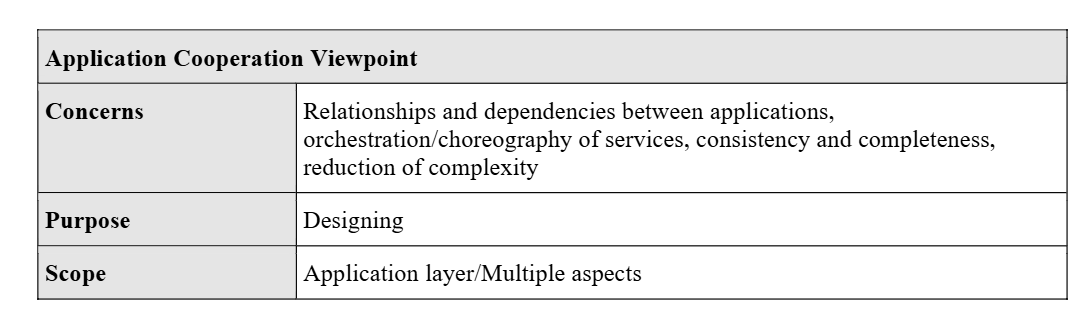 Application Cooperation Viewpoint
Concerns
Relationships and dependencies between applications,
orchestration/choreography of services, consistency and completeness,
reduction of complexity
Purpose
Designing
Scope
Application layer/Multiple aspects